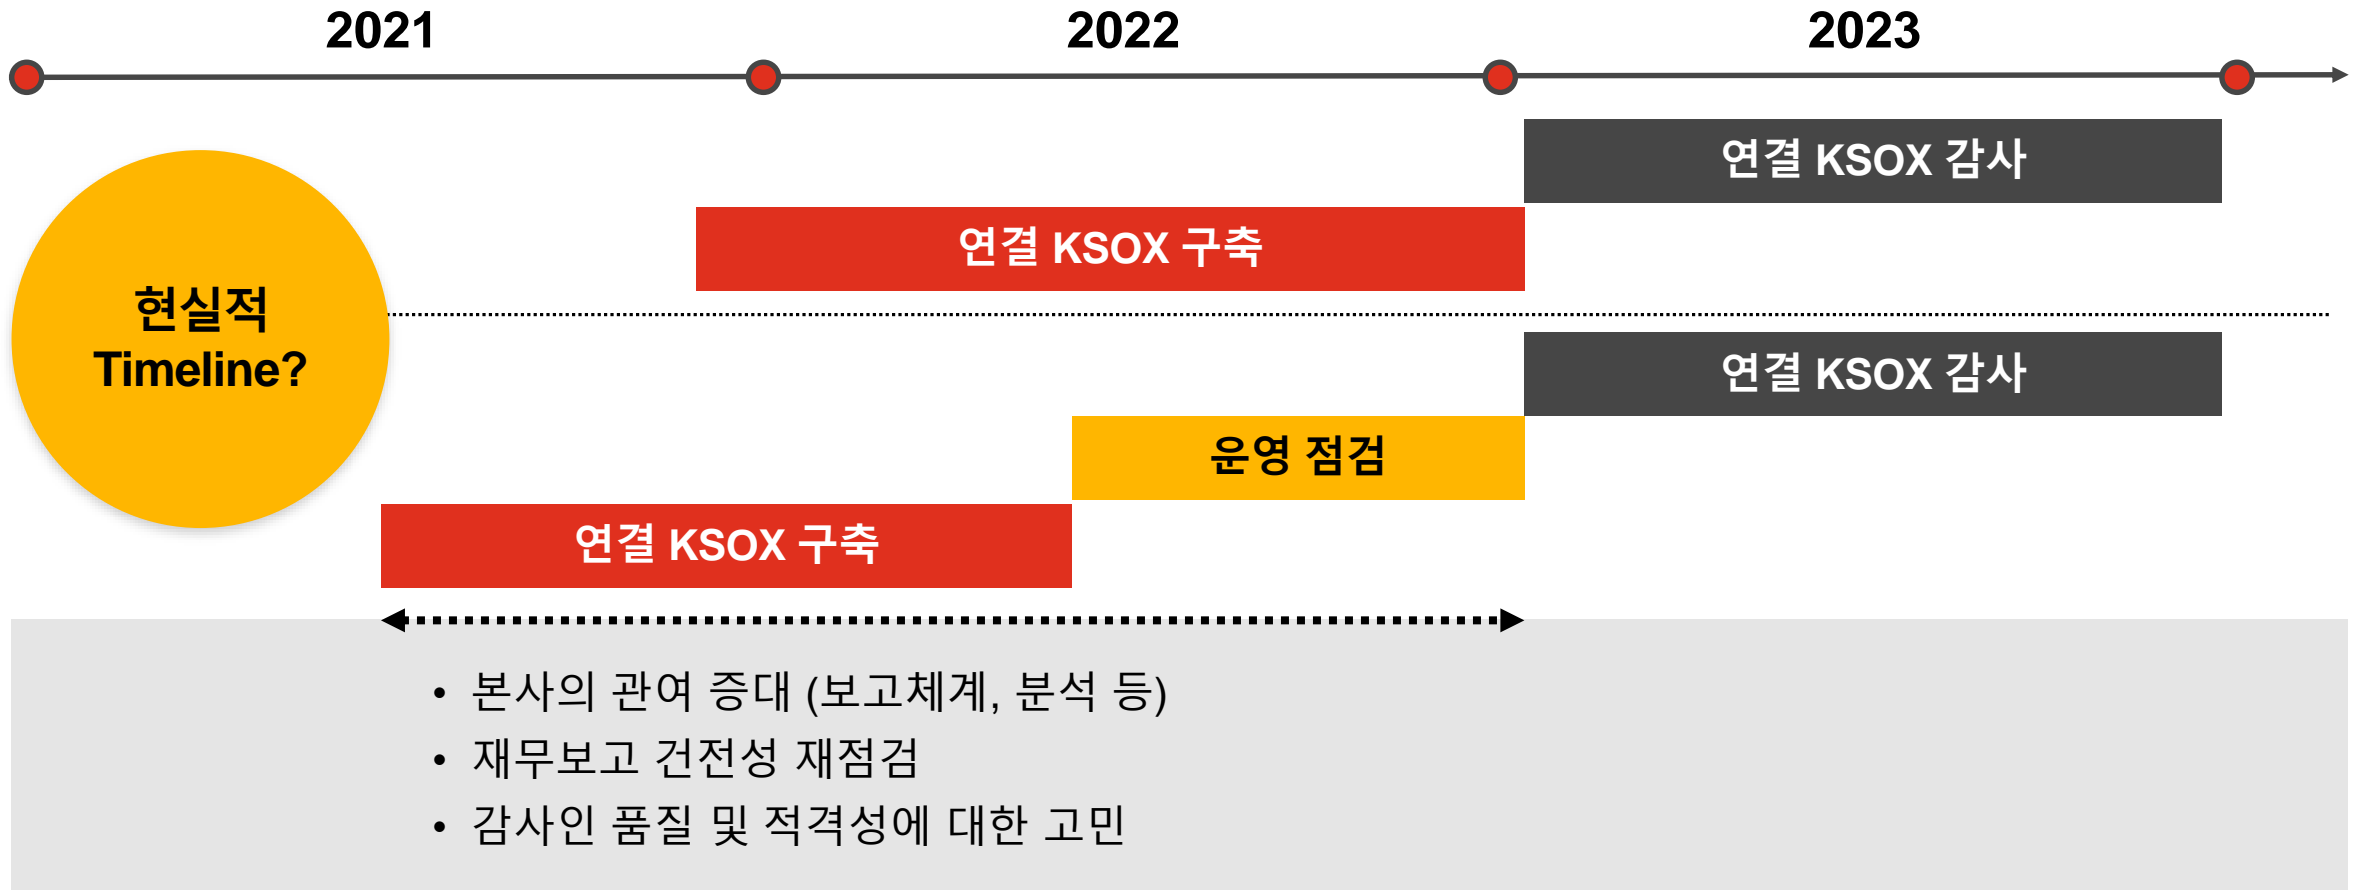 2021
2022
2023
연결 KSOX 감사
연결 KSOX 구축
현실적
Timeline?
연결 KSOX 감사
운영 점검
연결 KSOX 구축
• 본사의 관여 증대 (보고체계, 분석 등)
• 재무보고 건전성 재점검
• 감사인 품질 및 적격성에 대한 고민